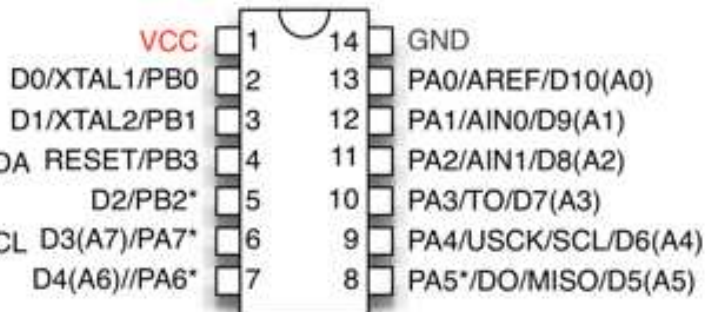 VCC 1 14 GND
D0/XTAL1/PB0 2 13 PA0/AREF/D10(A0)
D1/XTAL2/PB1 3 12 PA1/AIN0/D9(A1)
DA RESET/PB3 4 11 PA2/AIN1/D8(A2)
D2/PB2* 5 10 PA3/TO/D7(A3)
CL D3(A7)/PA7* 6 9 PA4/USCK/SCL/D6(A4)
D4(A6)//PA6* 7 8 PA5*/DO/MISO/D5(A5)